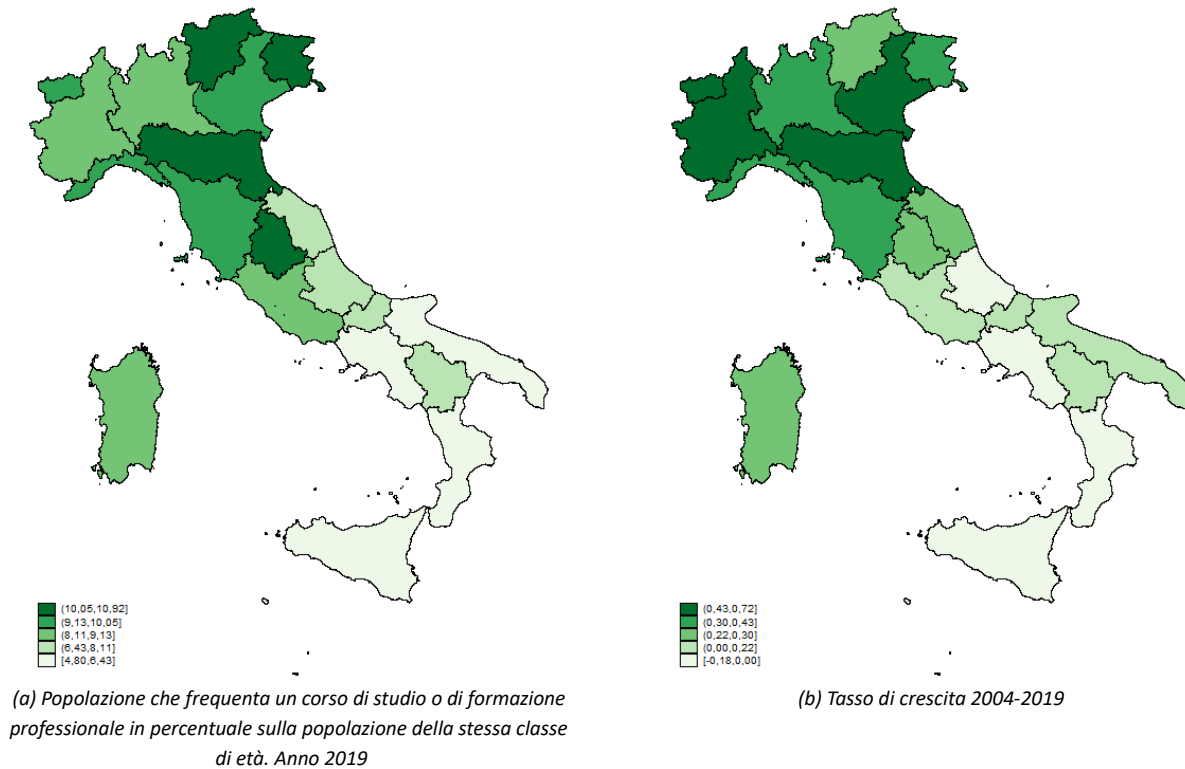 (10,05,10,92]
(9,13,10,05]
(8,11,9,13]
(6,43,8,11]
[4,80,6,43]
(a) Popolazione che frequenta un corso di studio o di formazione
professionale in percentuale sulla popolazione della stessa classe
di età. Anno 2019
(0,43,0,72]
(0,30,0,43]
(0,22,0,30]
(0,00,0,22]
[-0,18,0,00]
(b) Tasso di crescita 2004-2019